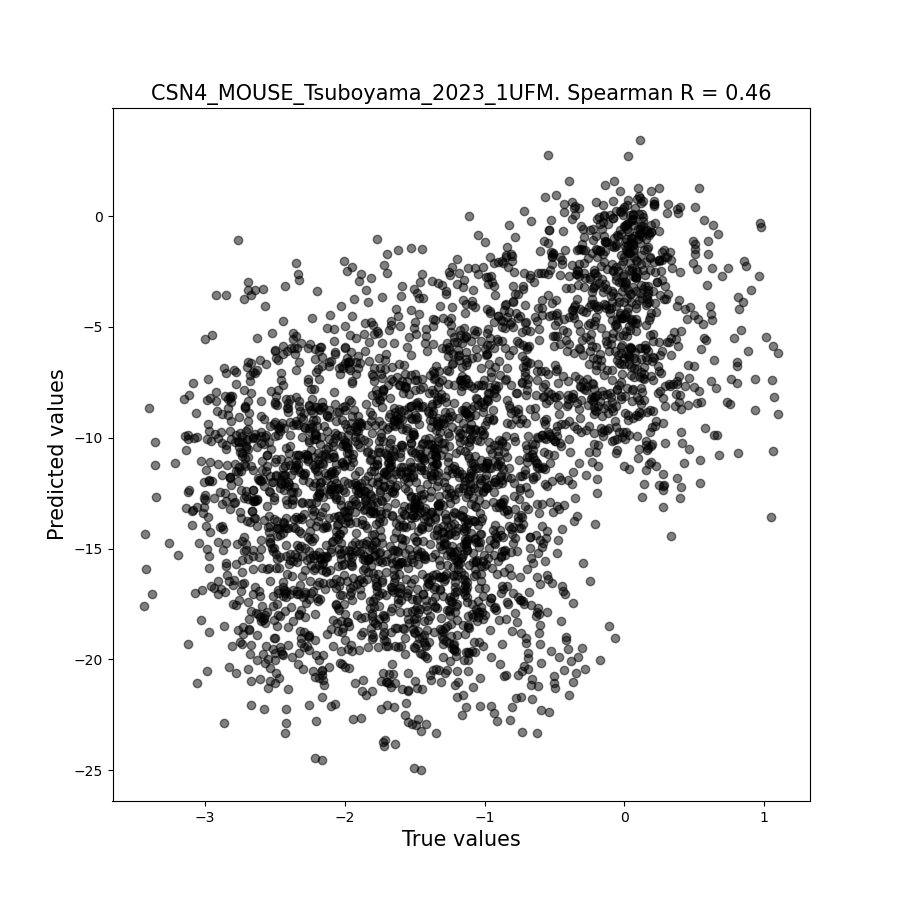 CSN4_MOUSE_Tsuboyama_2023_1UFM. Spearman R = 0.46
0
−5
−10
−15
−20
−25
Predicted values
−3 −2 −1 0 1
True values